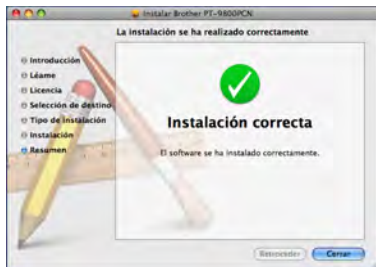 Instalar Brother PT-9800PCN
La instalación se ha realizado correctamente
Introducción
Léame
Licencia
Selección de destino
Tipo de instalación
Instalación
Resumen
Instalación correcta
El software se ha instalado correctamente.
Retroceder
Cerrar